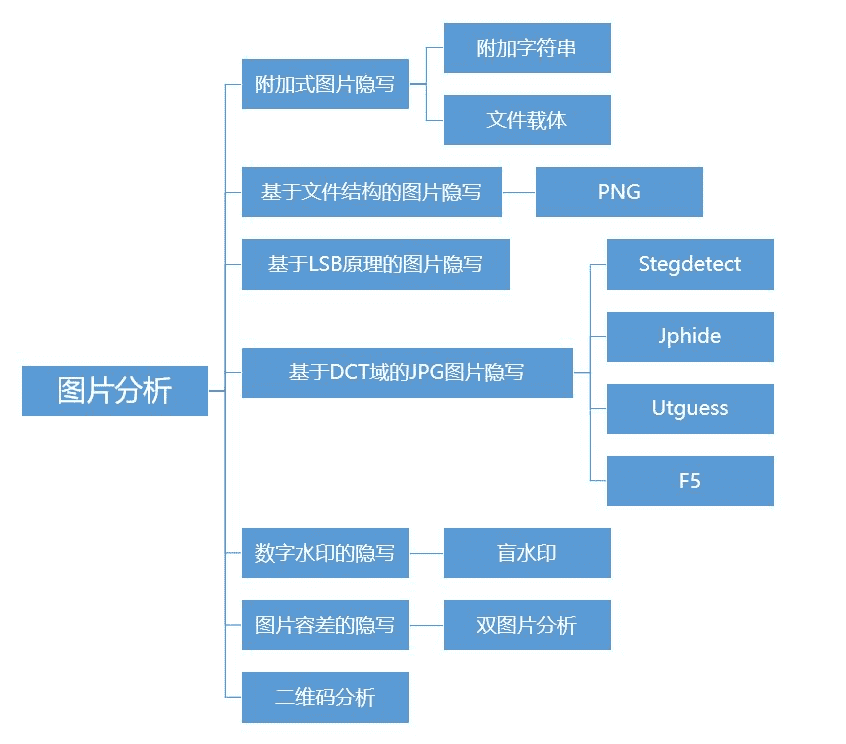 图片分析
附加式图片隐写
附加字符串
文件载体
基于文件结构的图片隐写
PNG
基于LSB原理的图片隐写
基于DCT域的JPG图片隐写
Stegdetect
Jphide
Utguess
F5
数字水印的隐写
盲水印
图片容差的隐写
双图片分析
二维码分析